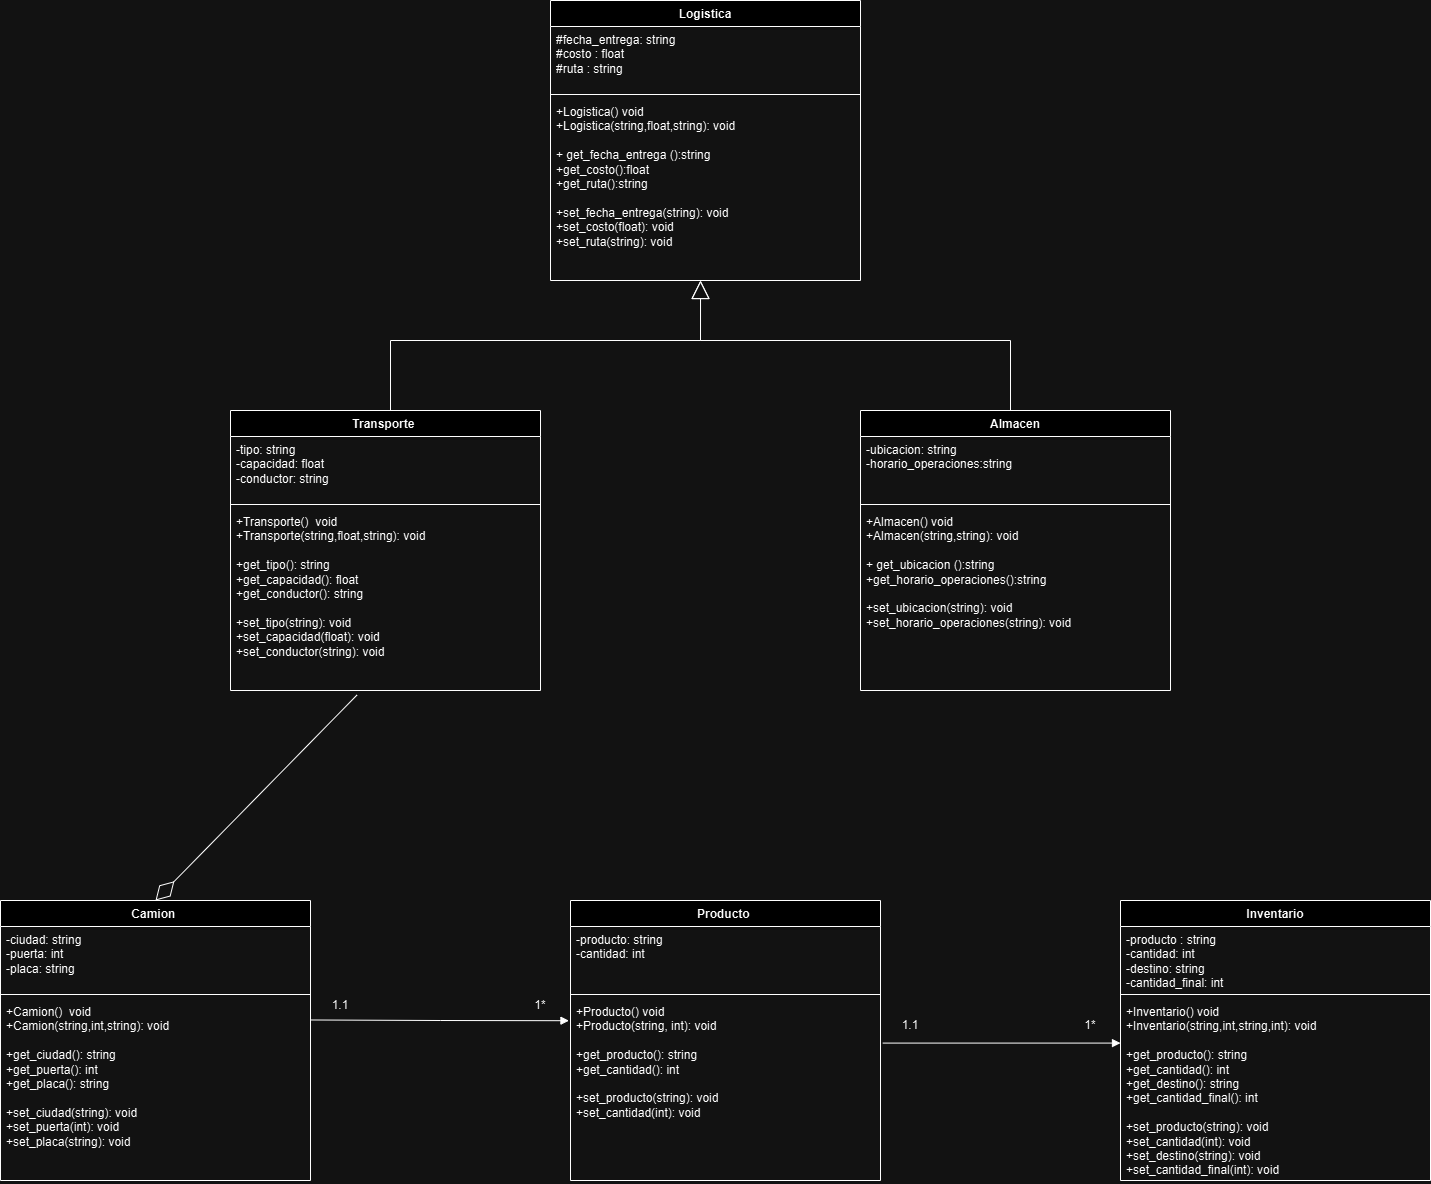 Logistica
#fecha_entrega: string
#costo : float
#ruta : string
+Logistica() void
+Logistica(string,float,string): void
+ get_fecha_entrega ():string
+get_costo():float
+get_ruta():string
+set_fecha_entrega(string): void
+set_costo(float): void
+set_ruta(string): void
Transporte
-tipo: string
-capacidad: float
-conductor: string
+Transporte()  void
+Transporte(string,float,string): void
+get_tipo(): string
+get_capacidad(): float
+get_conductor(): string
+set_tipo(string): void
+set_capacidad(float): void
+set_conductor(string): void
Almacen
-ubicacion: string
-horario_operaciones:string
+Almacen() void
+Almacen(string,string): void
+ get_ubicacion ():string
+get_horario_operaciones():string
+set_ubicacion(string): void
+set_horario_operaciones(string): void
Camion
-ciudad: string
-puerta: int
-placa: string
+Camion()  void
+Camion(string,int,string): void
+get_ciudad(): string
+get_puerta(): int
+get_placa(): string
+set_ciudad(string): void
+set_puerta(int): void
+set_placa(string): void
1.1
1*
Producto
-producto: string
-cantidad: int
+Producto() void
+Producto(string, int): void
+get_producto(): string
+get_cantidad(): int
+set_producto(string): void
+set_cantidad(int): void
1.1
1*
Inventario
-producto : string
-cantidad: int
-destino: string
-cantidad_final: int
+Inventario() void
+Inventario(string,int,string,int): void
+get_producto(): string
+get_cantidad(): int
+get_destino(): string
+get_cantidad_final(): int
+set_producto(string): void
+set_cantidad(int): void
+set_destino(string): void
+set_cantidad_final(int): void